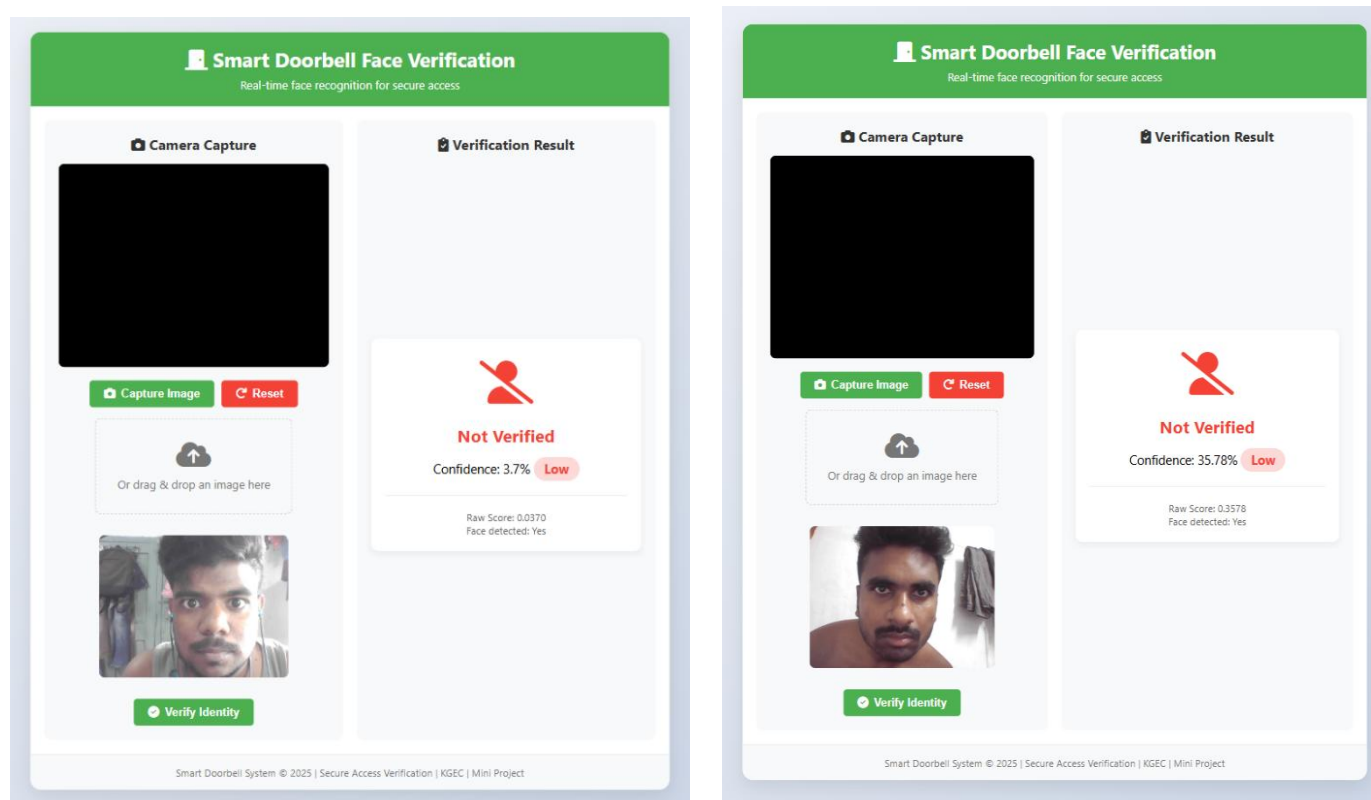 Smart Doorbell Face Verification
Real-time face recognition for secure access
Camera Capture
Verification Result
Capture Image
Reset
Or drag & drop an image here
Verify Identity
Not Verified
Confidence: 3.7% Low
Raw Score: 0.0370
Face detected: Yes
Smart Doorbell System © 2025 | Secure Access Verification | KGEC | Mini Project
Smart Doorbell Face Verification
Real-time face recognition for secure access
Camera Capture
Verification Result
Capture Image
Reset
Or drag & drop an image here
Verify Identity
Not Verified
Confidence: 35.78% Low
Raw Score: 0.3578
Face detected: Yes
Smart Doorbell System © 2025 | Secure Access Verification | KGEC | Mini Project